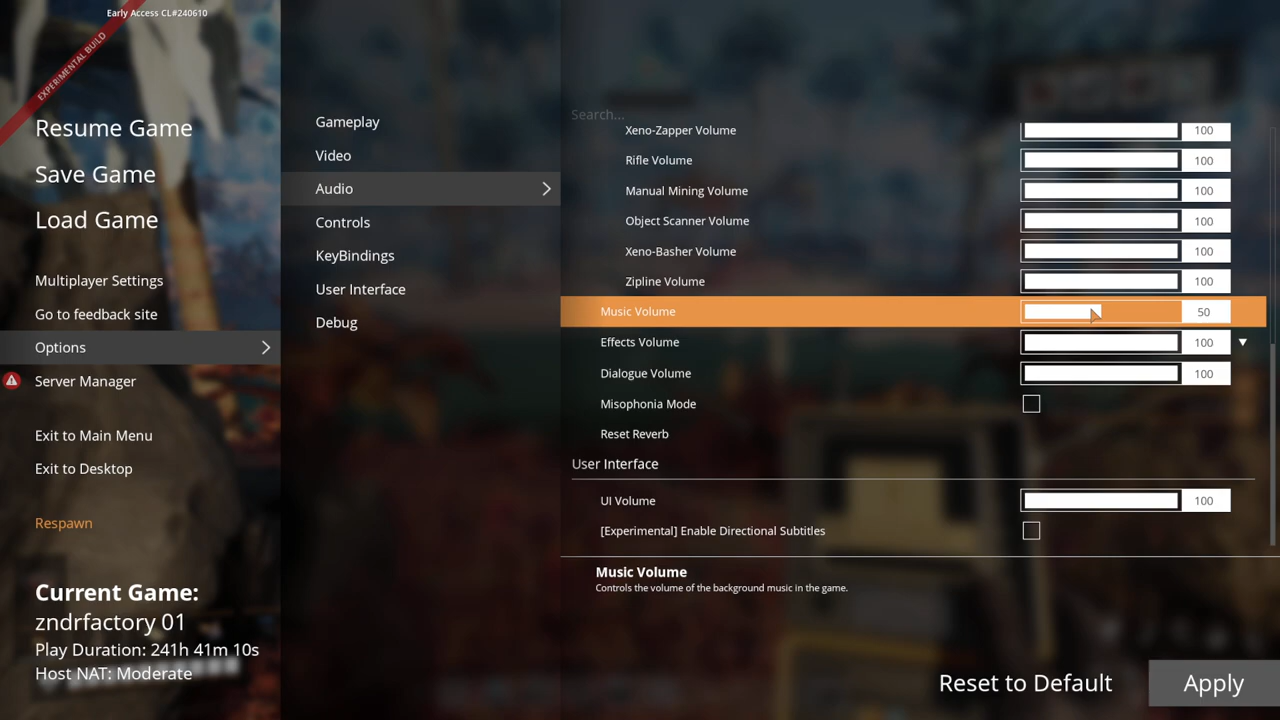 Early Access CL#240610
EXPERIMENTAL BUILD
Resume Game
Save Game
Load Game
Multiplayer Settings
Go to feedback site
Options
Server Manager
Exit to Main Menu
Exit to Desktop
Respawn
Current Game:
zndrfactory 01
Play Duration: 241h 41m 10s
Host NAT: Moderate
Gameplay
Video
Audio
Controls
KeyBindings
User Interface
Debug
Search...
Xeno-Zapper Volume 100
Rifle Volume 100
Manual Mining Volume 100
Object Scanner Volume 100
Xeno-Basher Volume 100
Zipline Volume 100
Music Volume 50
Effects Volume 100
Dialogue Volume 100
Misophonia Mode
Reset Reverb
User Interface
UI Volume 100
[Experimental] Enable Directional Subtitles
Music Volume
Controls the volume of the background music in the game.
Reset to Default
Apply